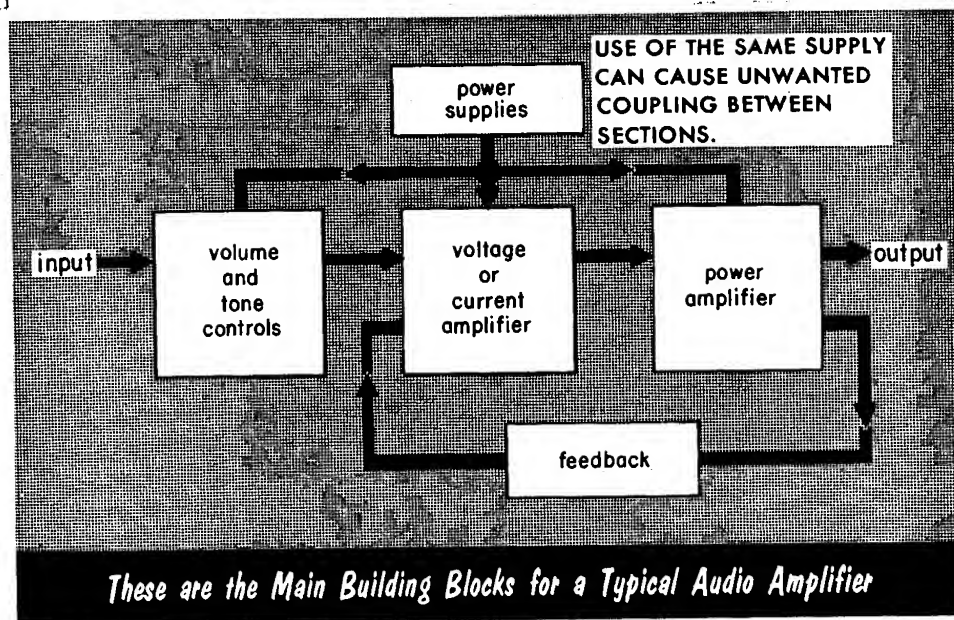 USE OF THE SAME SUPPLY
CAN CAUSE UNWANTED
COUPLING BETWEEN
SECTIONS.
power
supplies
input
volume
and
tone
controls
voltage
or
current
amplifier
power
amplifier
output
feedback
These are the Main Building Blocks for a Typical Audio Amplifier